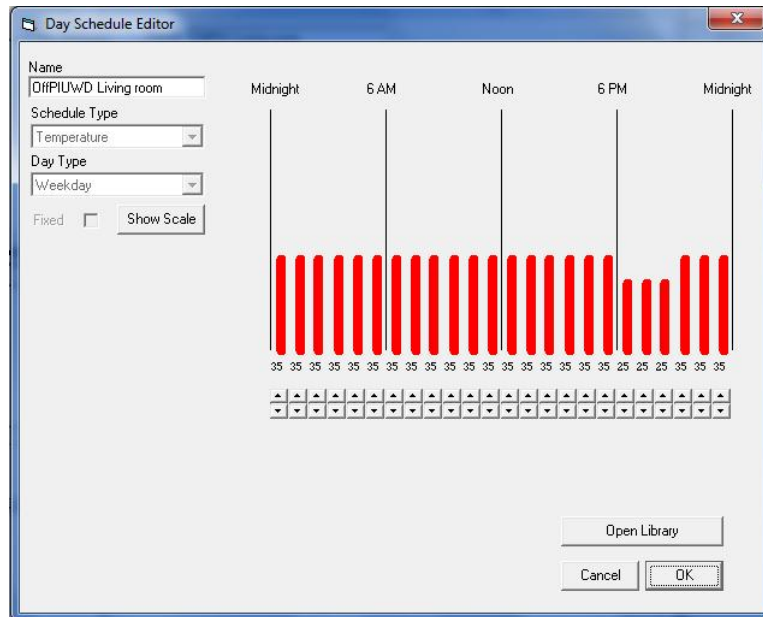 Day Schedule Editor
Name
OffPIUWD Living room
Schedule Type
Temperature
Day Type
Weekday
Fixed
Show Scale
Midnight 6 AM Noon 6 PM Midnight
35 35 35 35 35 35 35 35 35 35 35 35 35 35 35 35 35 35 25 25 25 35 35 35
Open Library
Cancel OK